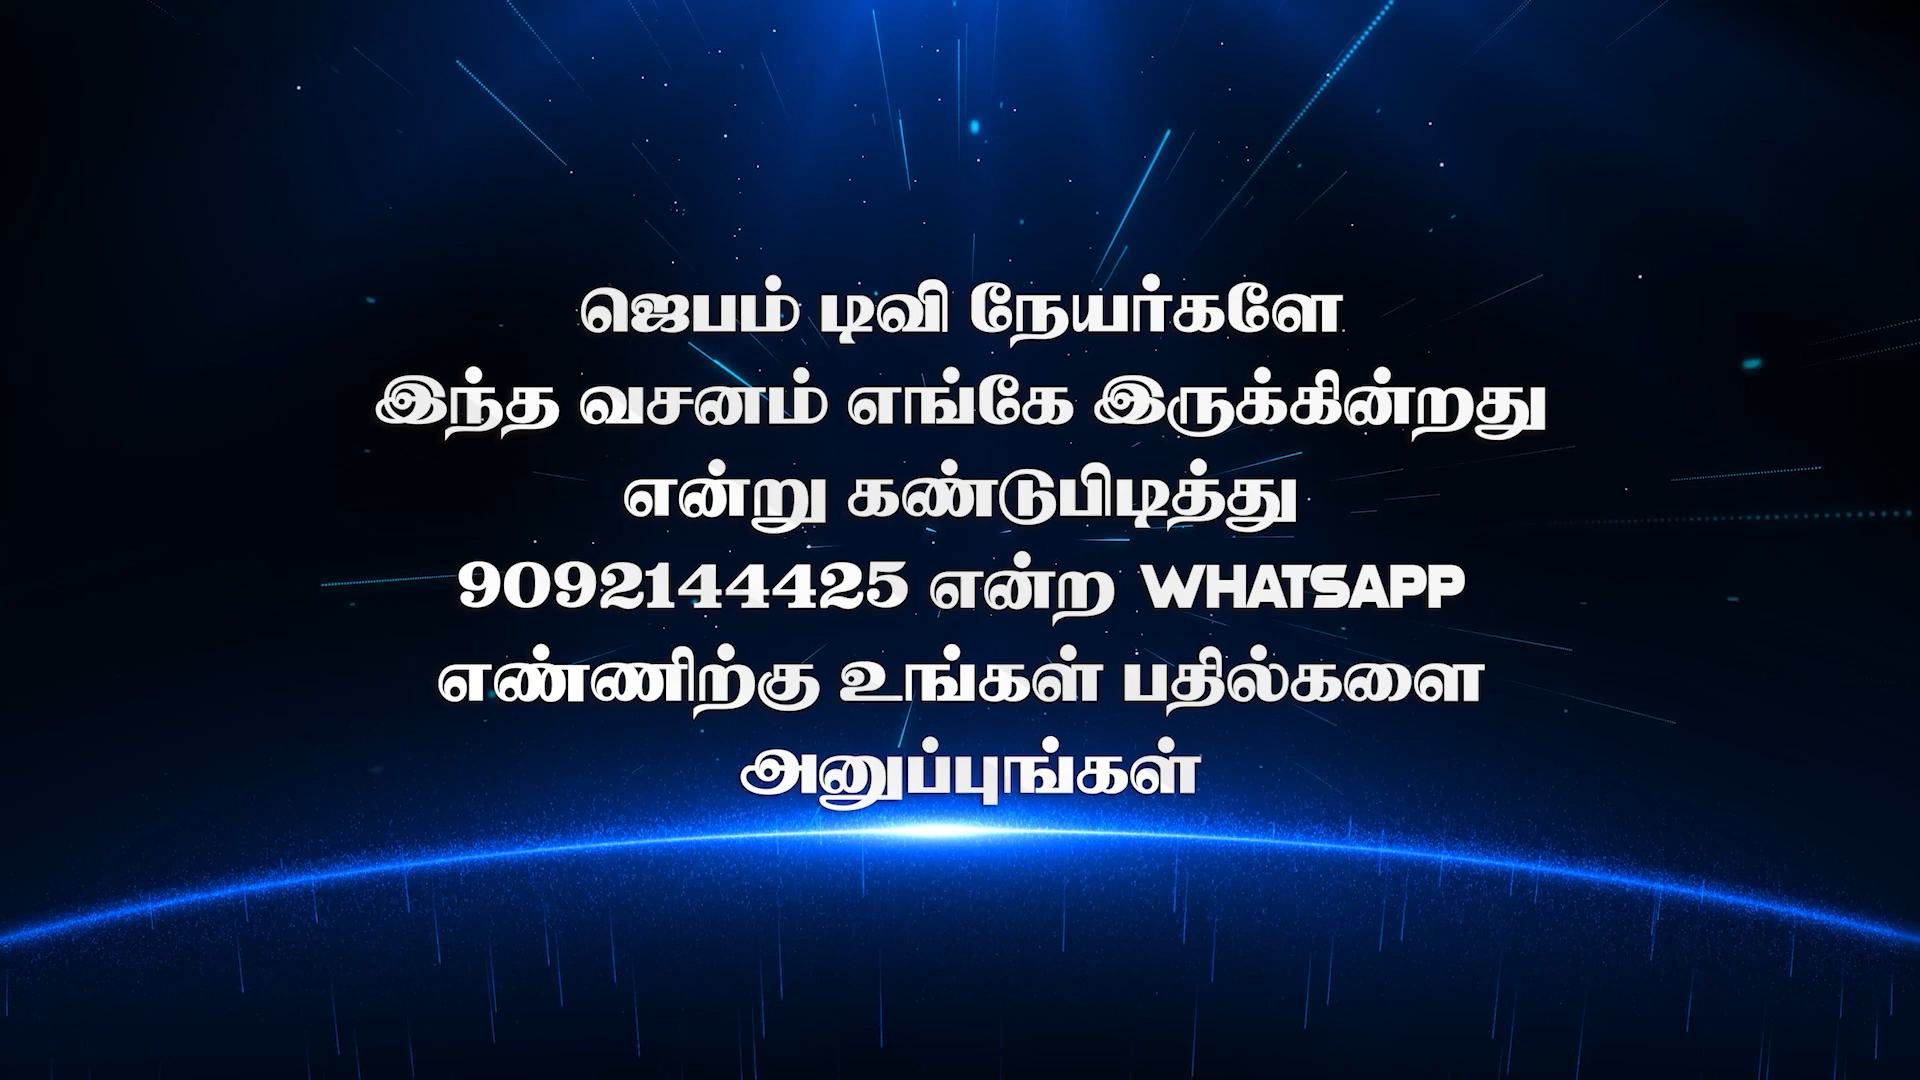 ஜெபம் டிவி நேயர்களே
இந்த வசனம் எங்கே இருக்கின்றது
என்று கண்டுபிடித்து
9092144425 என்ற WHATSAPP
எண்ணிற்கு உங்கள் பதில்களை
அனுப்புங்கள்